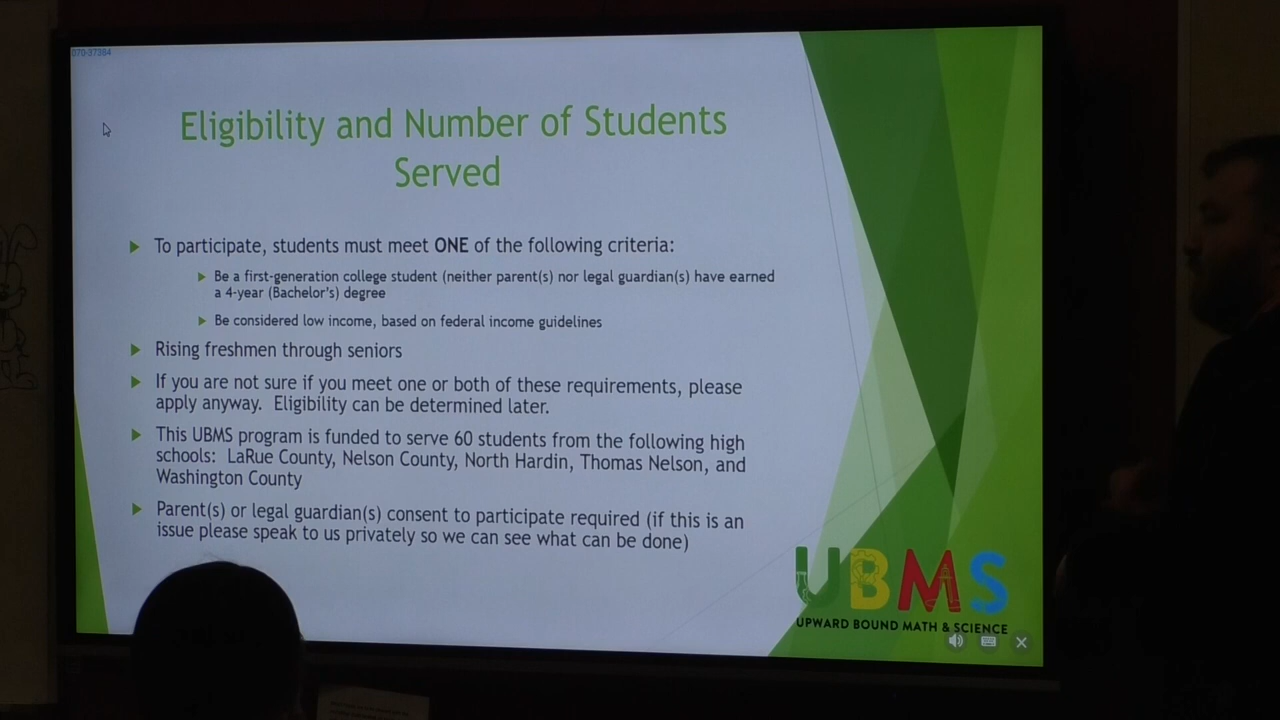 070-37384
Eligibility and Number of Students
Served
To participate, students must meet ONE of the following criteria:
Be a first-generation college student (neither parent(s) nor legal guardian(s) have earned
a 4-year (Bachelor's) degree
Be considered low income, based on federal income guidelines
Rising freshmen through seniors
If you are not sure if you meet one or both of these requirements, please
apply anyway. Eligibility can be determined later.
This UBMS program is funded to serve 60 students from the following high
schools: LaRue County, Nelson County, North Hardin, Thomas Nelson, and
Washington County
Parent(s) or legal guardian(s) consent to participate required (if this is an
issue please speak to us privately so we can see what can be done)
UBMS
UPWARD BOUND MATH & SCIENCE